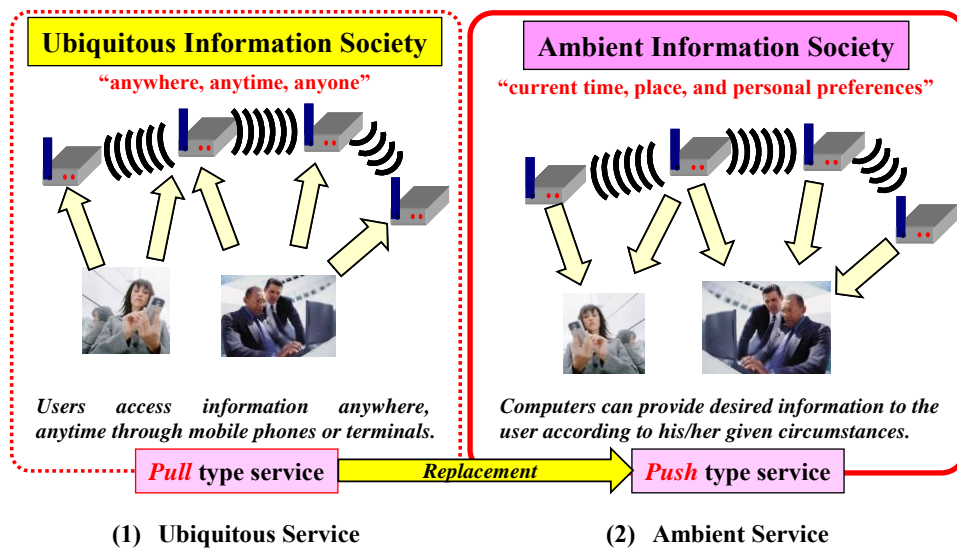 Ubiquitous Information Society
“anywhere, anytime, anyone”
Users access information anywhere,
anytime through mobile phones or terminals.
Pull type service
Ambient Information Society
“current time, place, and personal preferences”
Computers can provide desired information to the
user according to his/her given circumstances.
Replacement
Push type service
(1) Ubiquitous Service
(2) Ambient Service